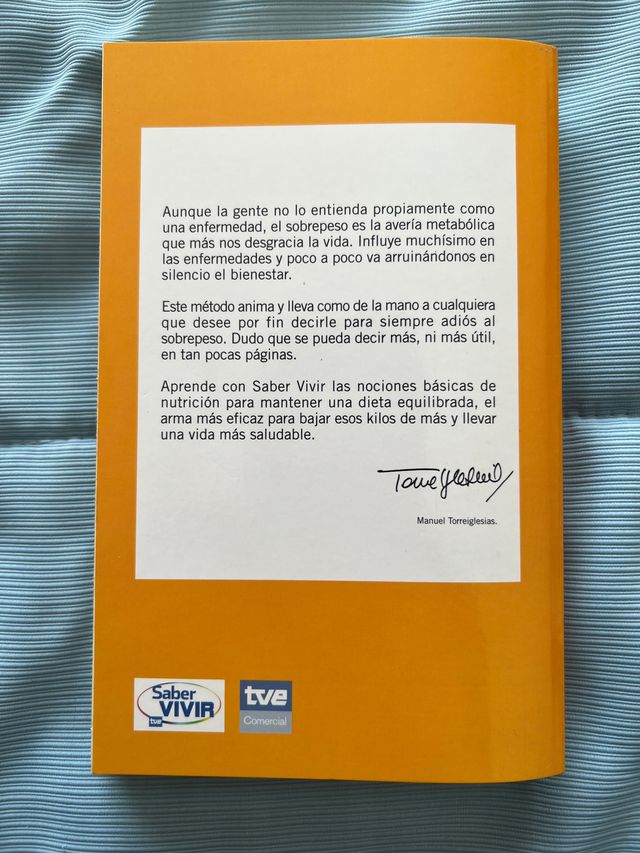 Aunque la gente no lo entienda propiamente como
una enfermedad, el sobrepeso es la avería metabólica
que más nos desgracia la vida. Influye muchísimo en
las enfermedades y poco a poco va arruinándonos en
silencio el bienestar.
Este método anima y lleva como de la mano a cualquiera
que desee por fin decirle para siempre adiós al
sobrepeso. Dudo que se pueda decir más, ni más útil,
en tan pocas páginas.
Aprende con Saber Vivir las nociones básicas de
nutrición para mantener una dieta equilibrada, el
arma más eficaz para bajar esos kilos de más y llevar
una vida más saludable.
Torreiglesias
Manuel Torreiglesias.
Saber
VIVIR
tve
tve
Comercial